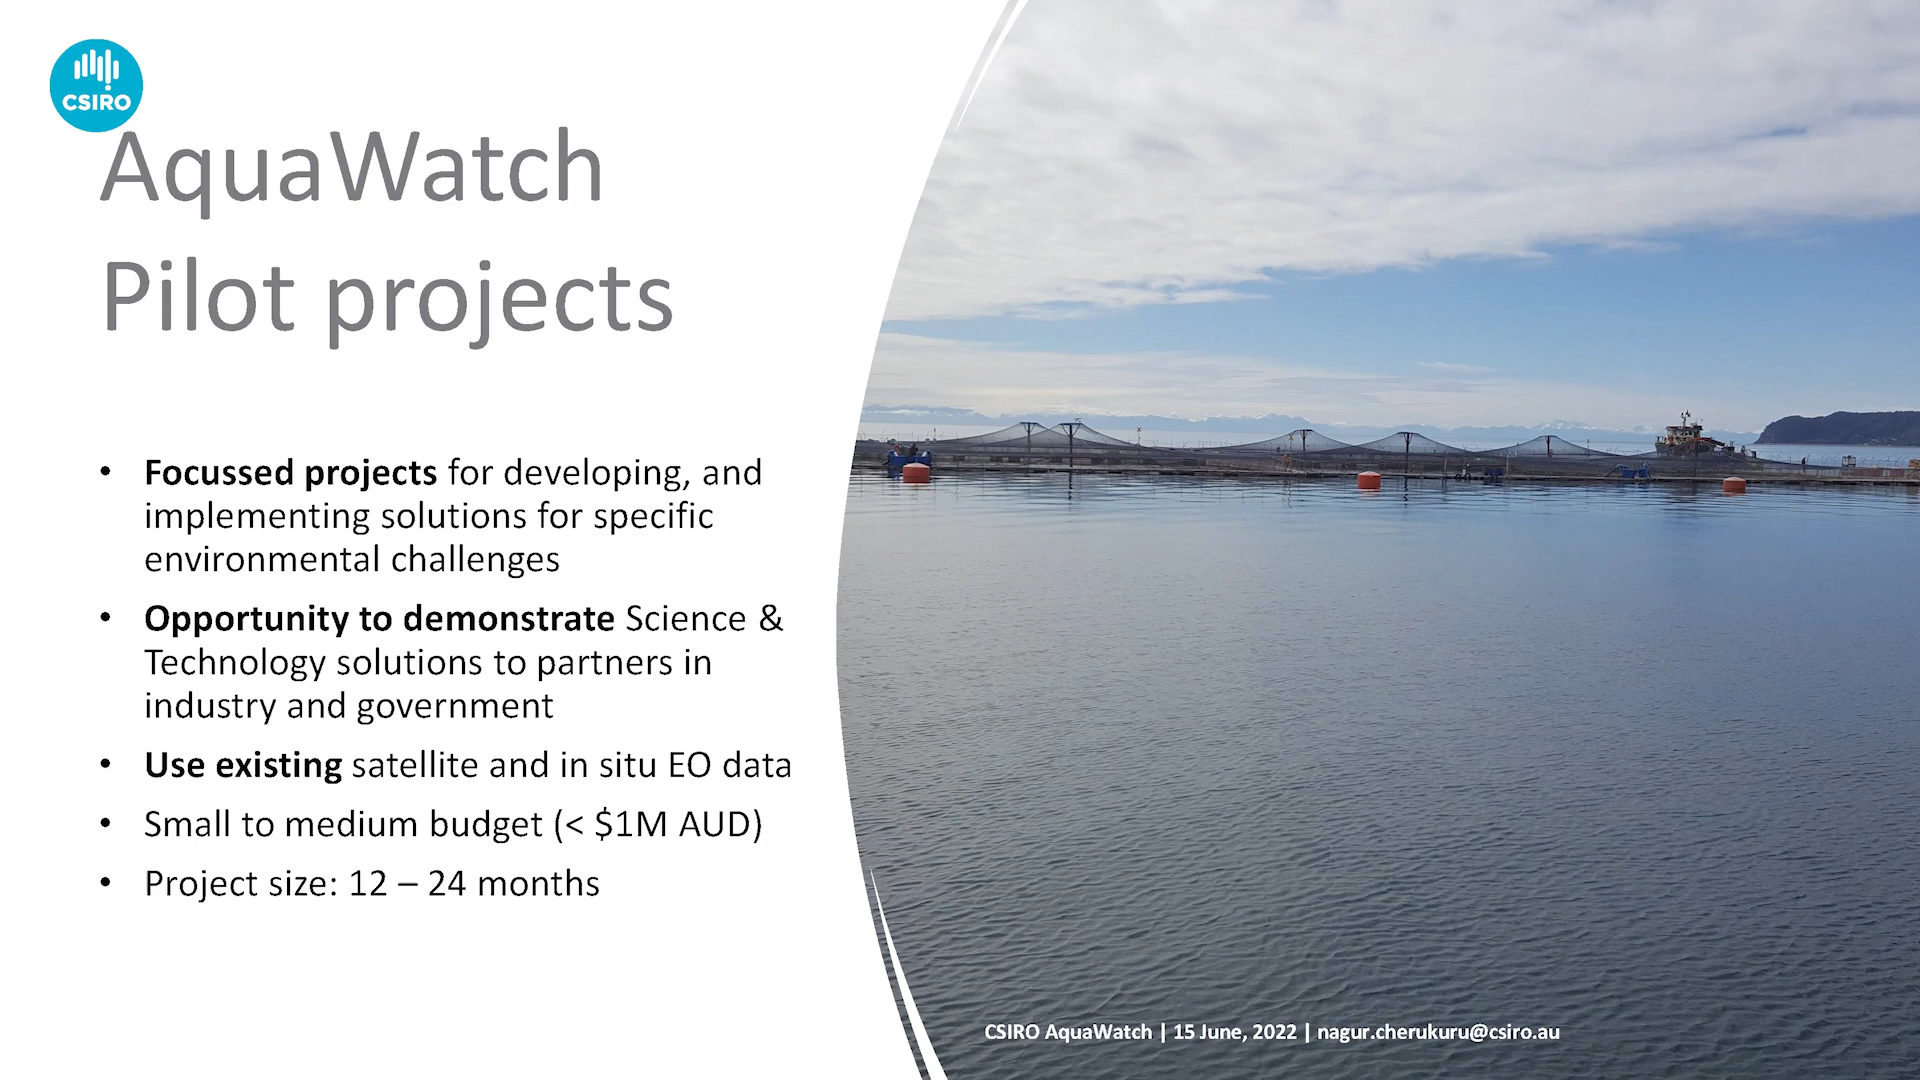 CSIRO
AquaWatch
Pilot projects
• Focussed projects for developing, and
implementing solutions for specific
environmental challenges
• Opportunity to demonstrate Science &
Technology solutions to partners in
industry and government
• Use existing satellite and in situ EO data
• Small to medium budget (< $1M AUD)
• Project size: 12 – 24 months
CSIRO AquaWatch | 15 June, 2022 | nagur.cherukuru@csiro.au